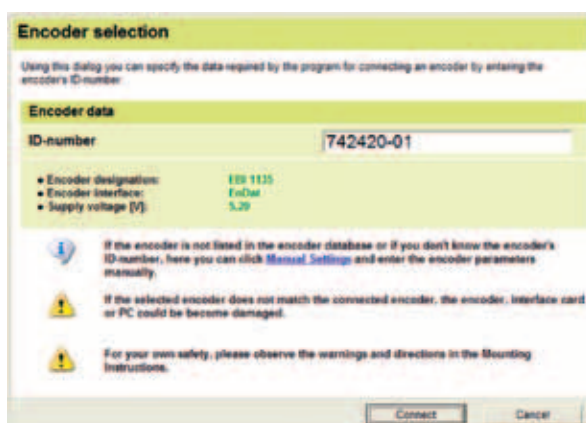 Encoder selection
Using this dialog you can specify the data required by the program for connecting an encoder by entering the
encoder's ID-number
Encoder data
ID-number 742420-01
• Encoder designation: EBI 1135
• Encoder interface: EnDat
• Supply voltage [V]: 5.20
If the encoder is not listed in the encoder database or if you don't know the encoder's
ID-number, here you can click Manual Settings and enter the encoder parameters
manually.
If the selected encoder does not match the connected encoder, the encoder, interface card
or PC could be become damaged.
For your own safety, please observe the warnings and directions in the Mounting
Instructions.
Connect Cancel